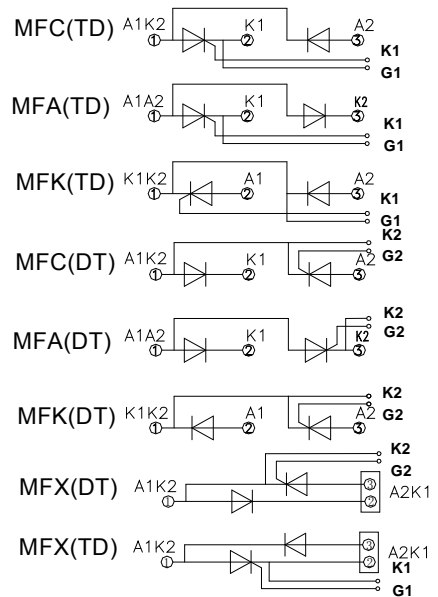 MFC(TD) A1K2 K1 A2
1 2 3
K1
G1
MFA(TD) A1A2 K1 K2
1 2 3
K1
G1
MFK(TD) K1K2 A1 A2
1 2 3
K1
G1
K2
G2
MFC(DT) A1K2 K1 A2
1 2 3
K2
G2
MFA(DT) A1A2 K1 K2
1 2 3
K2
G2
MFK(DT) K1K2 A1 A2
1 2 3
K2
G2
MFX(DT) A1K2 3 A2K1
1 2
MFX(TD) A1K2 3 A2K1
1 2 K1
G1